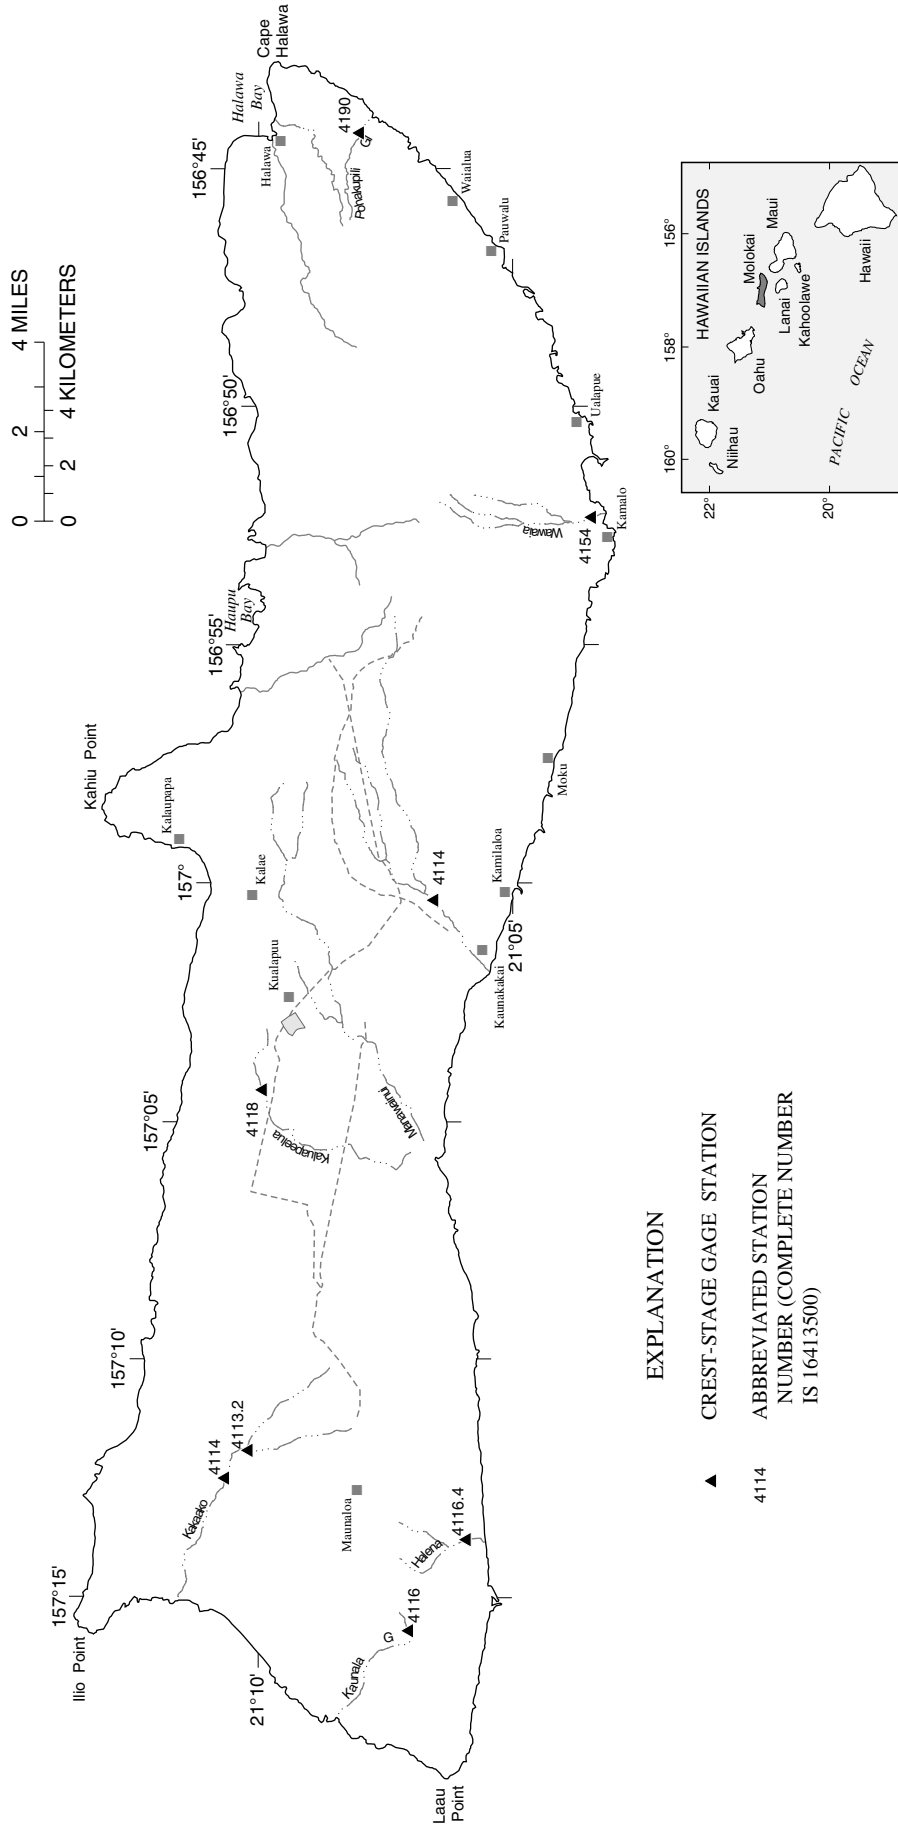 0 2 4 MILES
0 2 4 KILOMETERS
Ilio Point
157°15'
157°10'
157°05'
157°
Kahiu Point
156°55'
Haupu
Bay
156°50'
156°45'
Halawa
Bay
Cape
Halawa
Kalaupapa
Kalae
Kualapuu
Halawa
4190
G
Pohakupili
Waialua
Pauwalu
Ualapue
Kamalo
4154
Wawaia
Moku
4114
Kamilaloa
21°05'
Kaunakakai
4118
Kaluapeelua
Manawainui
4113.2
4114
Kakaako
Maunaloa
4116.4
Halena
4116
G
Kaunala
21°10'
Laau
Point
EXPLANATION
CREST-STAGE GAGE STATION
4114
ABBREVIATED STATION
NUMBER (COMPLETE NUMBER
IS 16413500)
160°
158°
156°
22°
20°
HAWAIIAN ISLANDS
Kauai
Niihau
Oahu
Molokai
Maui
Lanai
Kahoolawe
Hawaii
PACIFIC OCEAN